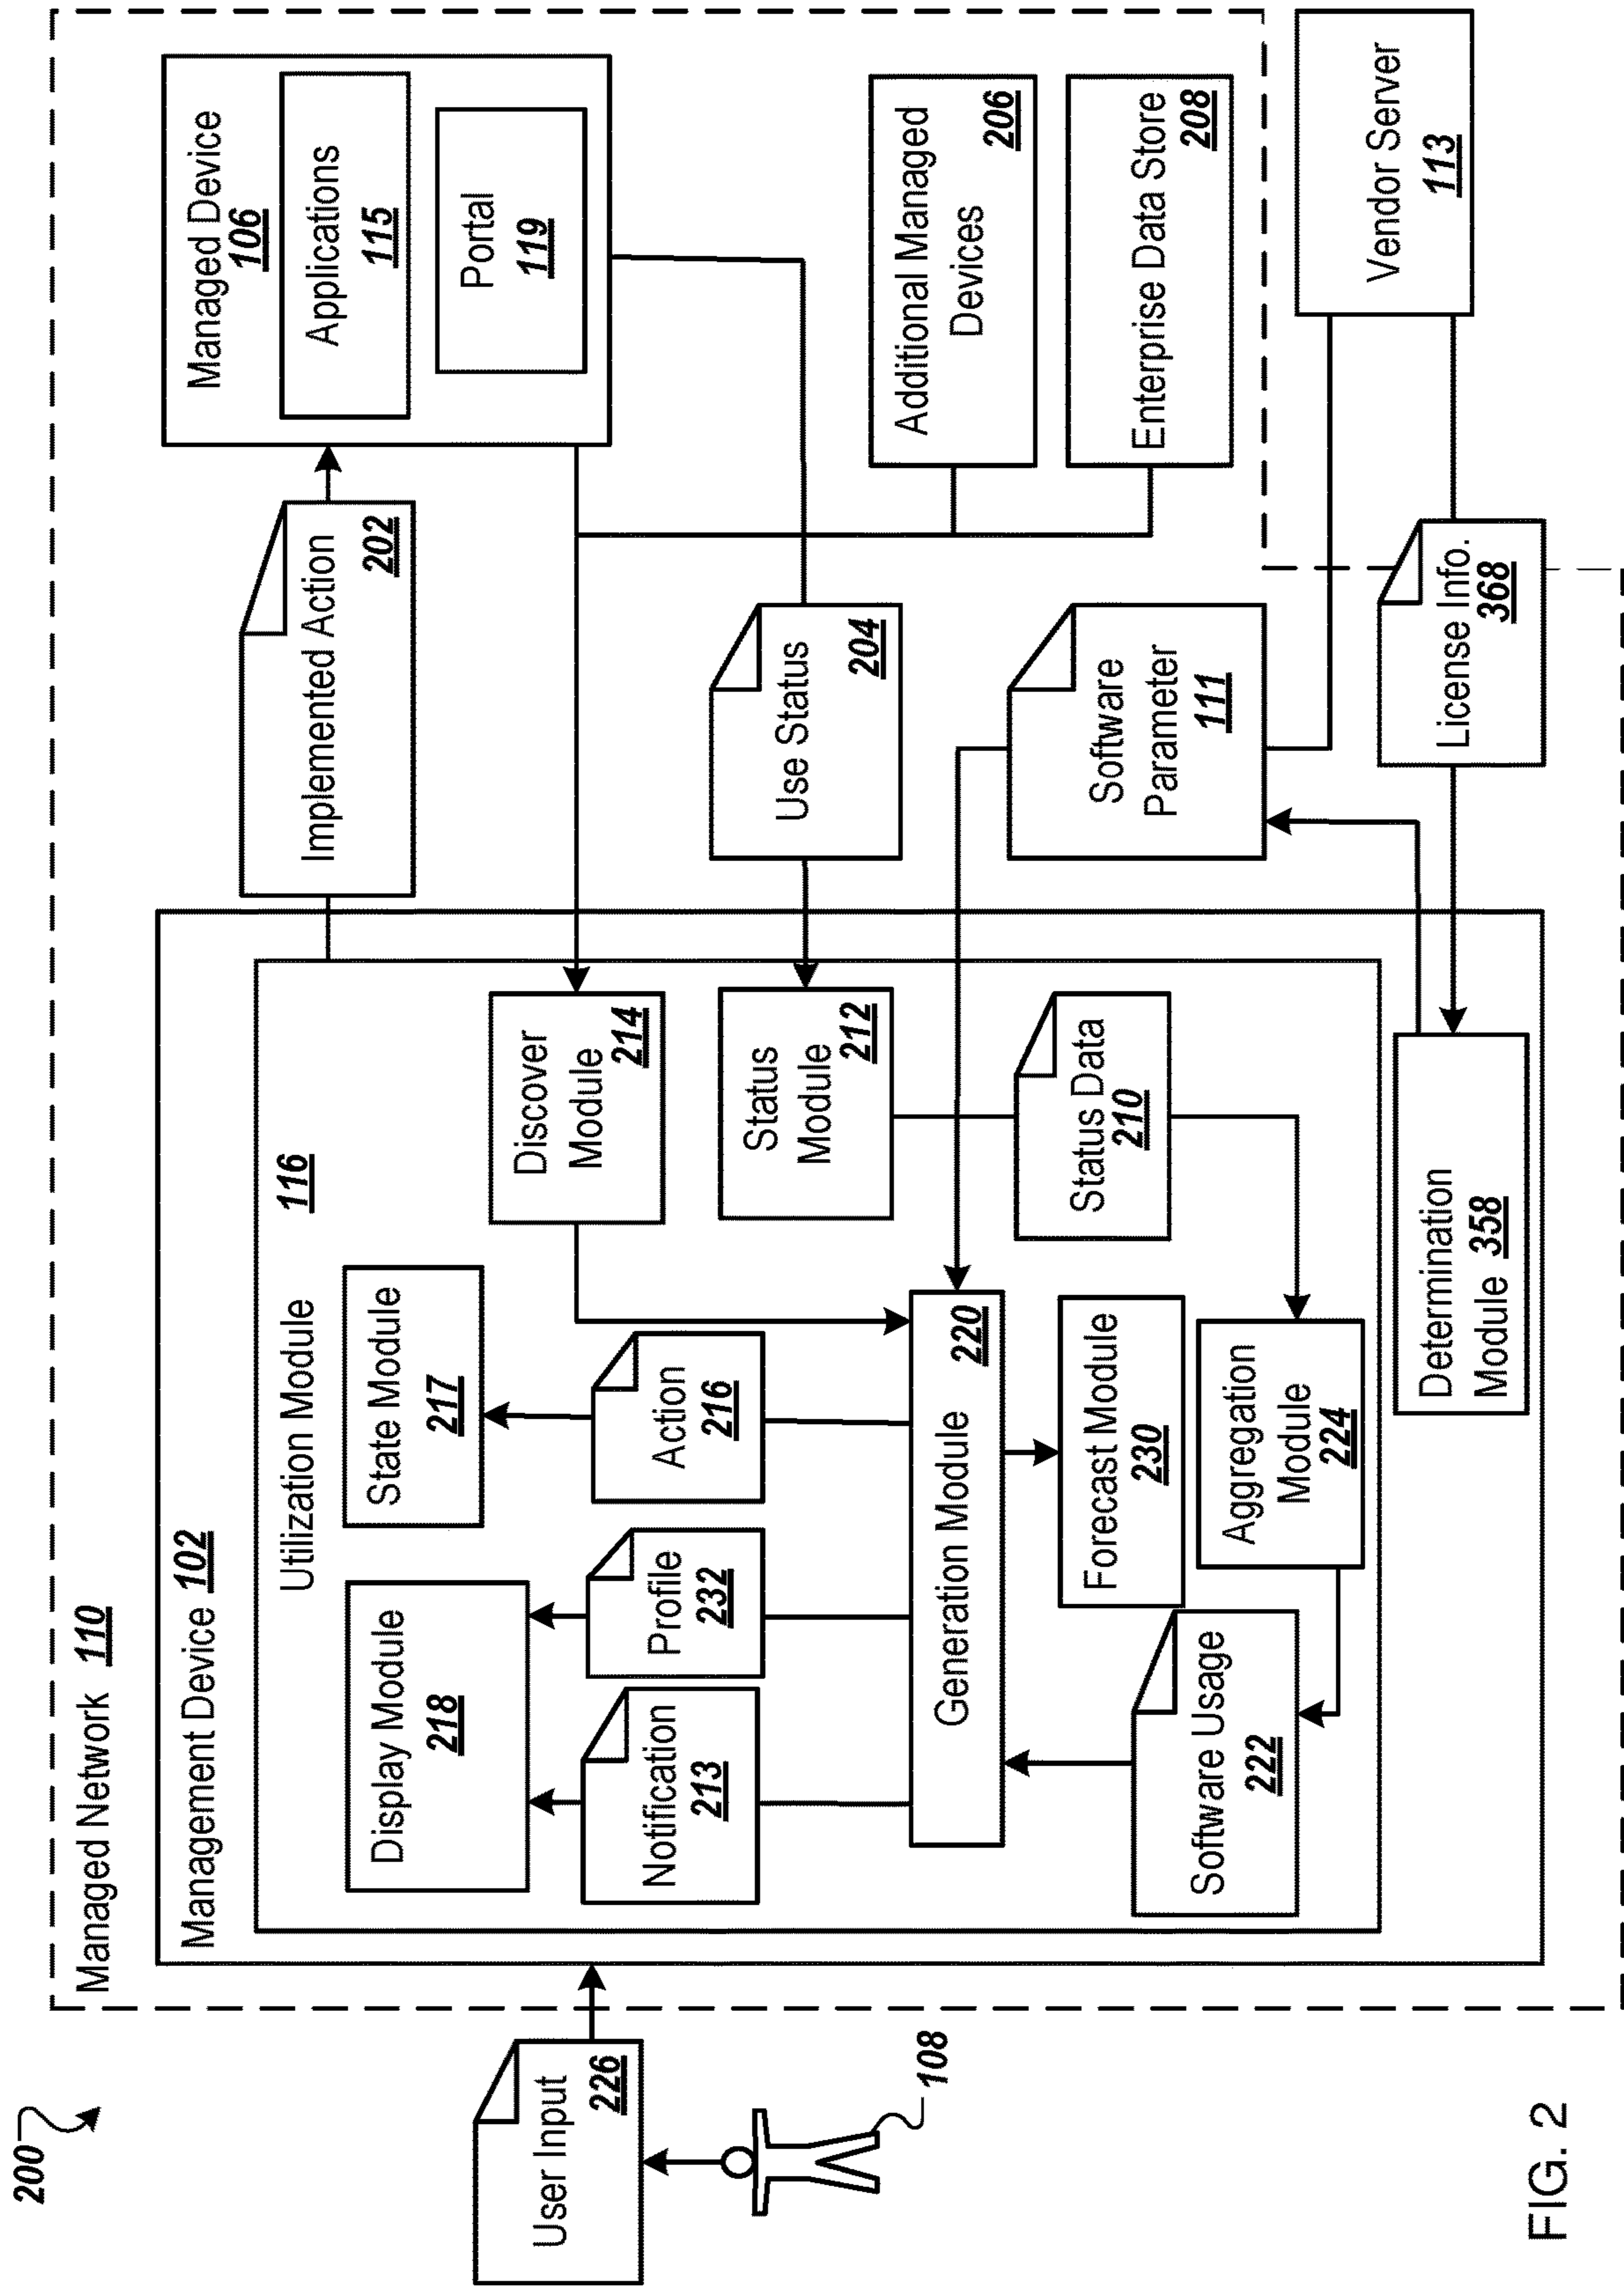 200
Managed Network 110
Management Device 102
Utilization Module 116
Display Module
218
State Module
217
Notification
213
Profile
232
Action
216
Discover
Module
214
Status
Module
212
Generation Module 220
Status Data
210
Forecast Module
230
Software Usage
222
Aggregation
Module
224
Determination
Module 358
Implemented Action
202
Use Status
204
Software
Parameter
111
License Info.
368
Managed Device
106
Applications
115
Portal
119
Additional Managed
Devices
206
Enterprise Data Store
208
Vendor Server
113
User Input
226
108
FIG. 2